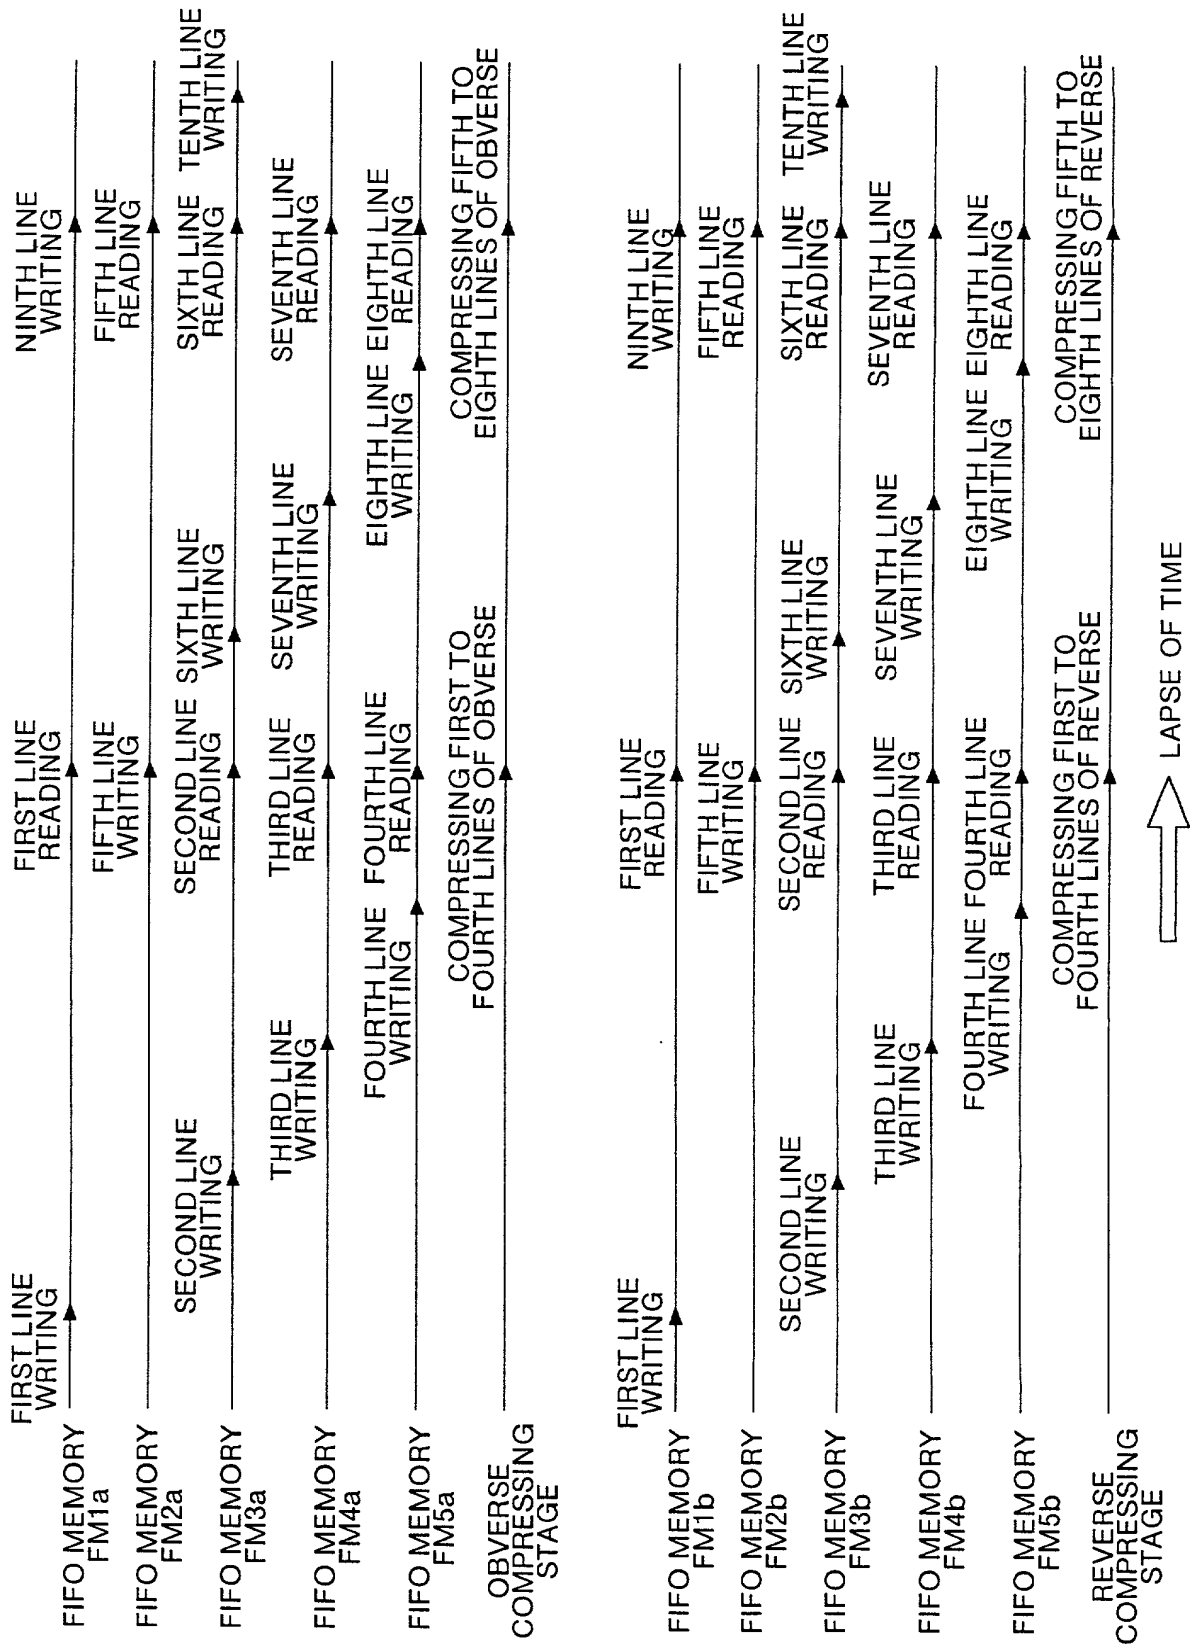 FIFO MEMORY
FM1a
FIRST LINE
WRITING
FIRST LINE
READING
NINTH LINE
WRITING
FIFO MEMORY
FM2a
FIFTH LINE
WRITING
FIFTH LINE
READING
FIFO MEMORY
FM3a
SECOND LINE
WRITING
SECOND LINE
READING
SIXTH LINE
WRITING
SIXTH LINE
READING
TENTH LINE
WRITING
FIFO MEMORY
FM4a
THIRD LINE
WRITING
THIRD LINE
READING
SEVENTH LINE
WRITING
SEVENTH LINE
READING
FIFO MEMORY
FM5a
FOURTH LINE
WRITING
FOURTH LINE
READING
EIGHTH LINE
WRITING
EIGHTH LINE
READING
OBVERSE
COMPRESSING
STAGE
COMPRESSING FIRST TO
FOURTH LINES OF OBVERSE
COMPRESSING FIFTH TO
EIGHTH LINES OF OBVERSE
FIFO MEMORY
FM1b
FIRST LINE
WRITING
FIRST LINE
READING
NINTH LINE
WRITING
FIFO MEMORY
FM2b
FIFTH LINE
WRITING
FIFTH LINE
READING
FIFO MEMORY
FM3b
SECOND LINE
WRITING
SECOND LINE
READING
SIXTH LINE
WRITING
SIXTH LINE
READING
TENTH LINE
WRITING
FIFO MEMORY
FM4b
THIRD LINE
WRITING
THIRD LINE
READING
SEVENTH LINE
WRITING
SEVENTH LINE
READING
FIFO MEMORY
FM5b
FOURTH LINE
WRITING
FOURTH LINE
READING
EIGHTH LINE
WRITING
EIGHTH LINE
READING
REVERSE
COMPRESSING
STAGE
COMPRESSING FIRST TO
FOURTH LINES OF REVERSE
COMPRESSING FIFTH TO
EIGHTH LINES OF REVERSE
LAPSE OF TIME